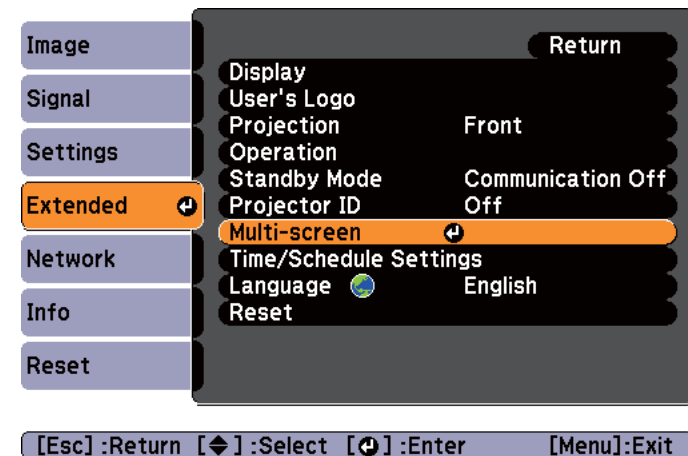 Image
Signal
Settings
Extended
Network
Info
Reset
Return
Display
User's Logo
Projection Front
Operation
Standby Mode Communication Off
Projector ID Off
Multi-screen
Time/Schedule Settings
Language English
Reset
[Esc] :Return [◆] :Select [↵] :Enter [Menu]:Exit